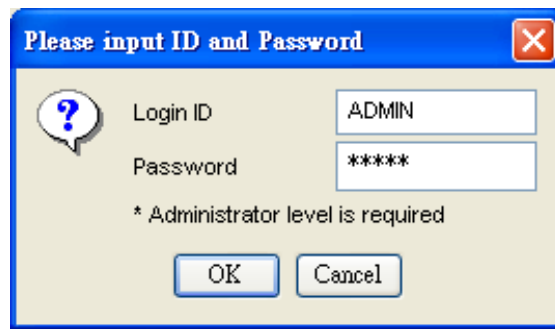 Please input ID and Password
Login ID ADMIN
Password *****
* Administrator level is required
OK Cancel